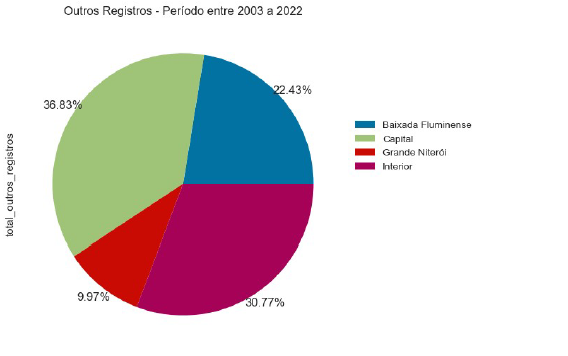 Outros Registros - Período entre 2003 a 2022
36.83%
22.43%
Baixada Fluminense
Capital
Grande Niterói
Interior
total_outros_registros
9.97%
30.77%